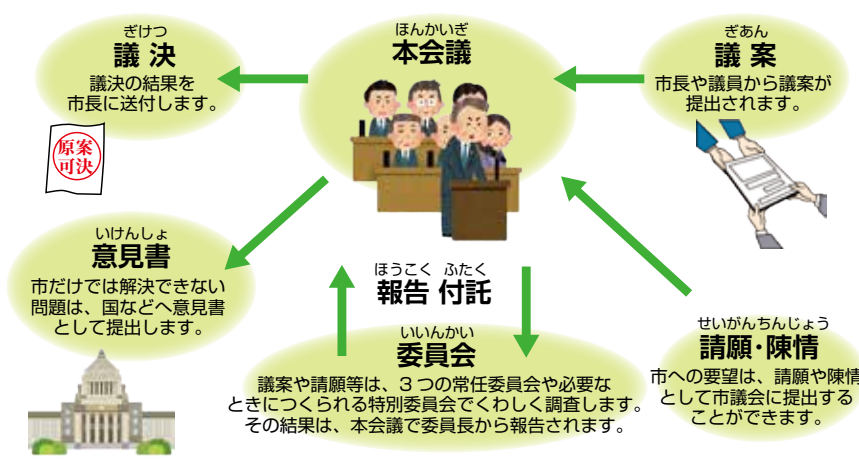 ぎけつ
議決
議決の結果を
市長に送付します。
原案
可決
ほんかいぎ
本会議
ぎあん
議案
市長や議員から議案が
提出されます。
いけんしょ
意見書
市だけでは解決できない
問題は、国などへ意見書
として提出します。
ほうこく ふたく
報告 付託
いいんかい
委員会
議案や請願等は、3つの常任委員会や必要な
ときにつくられる特別委員会でくわしく調査します。
その結果は、本会議で委員長から報告されます。
せいがんちんじょう
請願・陳情
市への要望は、請願や陳情
として市議会に提出する
ことができます。